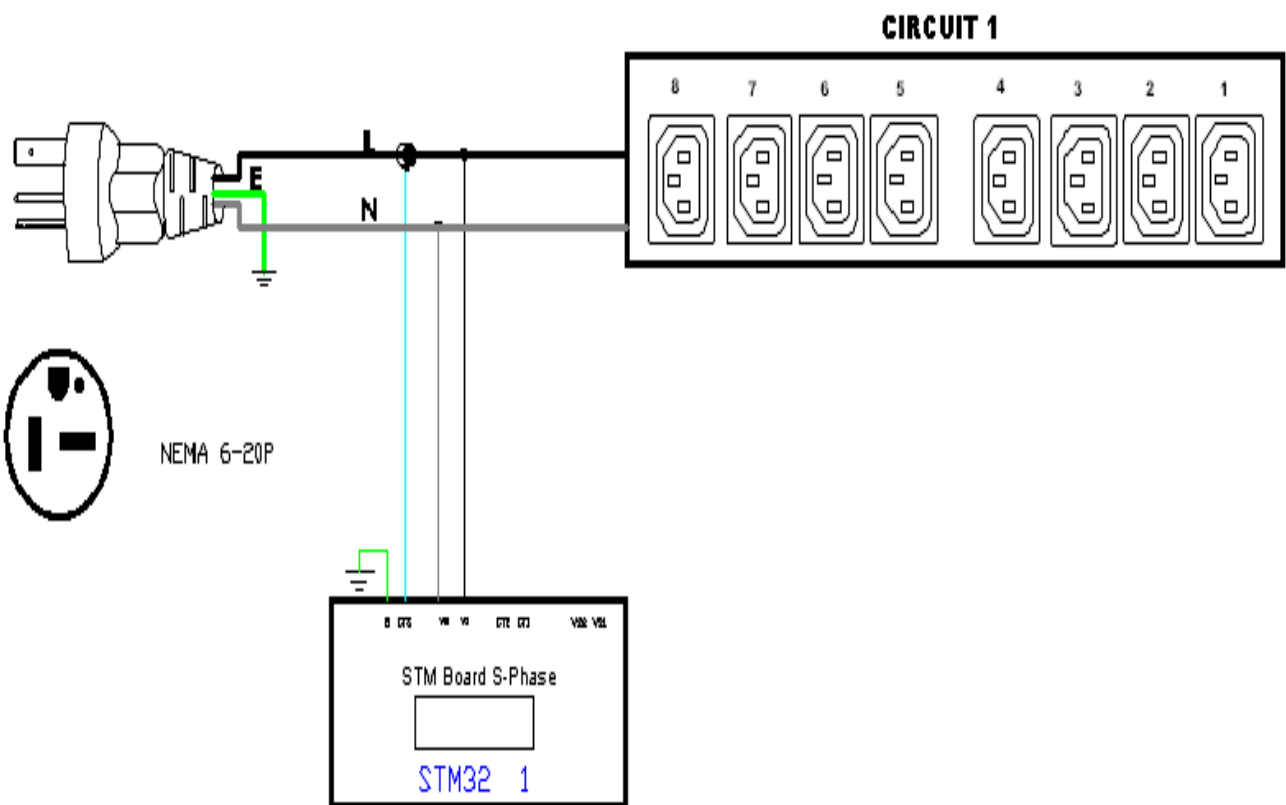 CIRCUIT 1
8 7 6 5 4 3 2 1
L
E
N
NEMA 6-20P
STM Board S-Phase
STM32 1